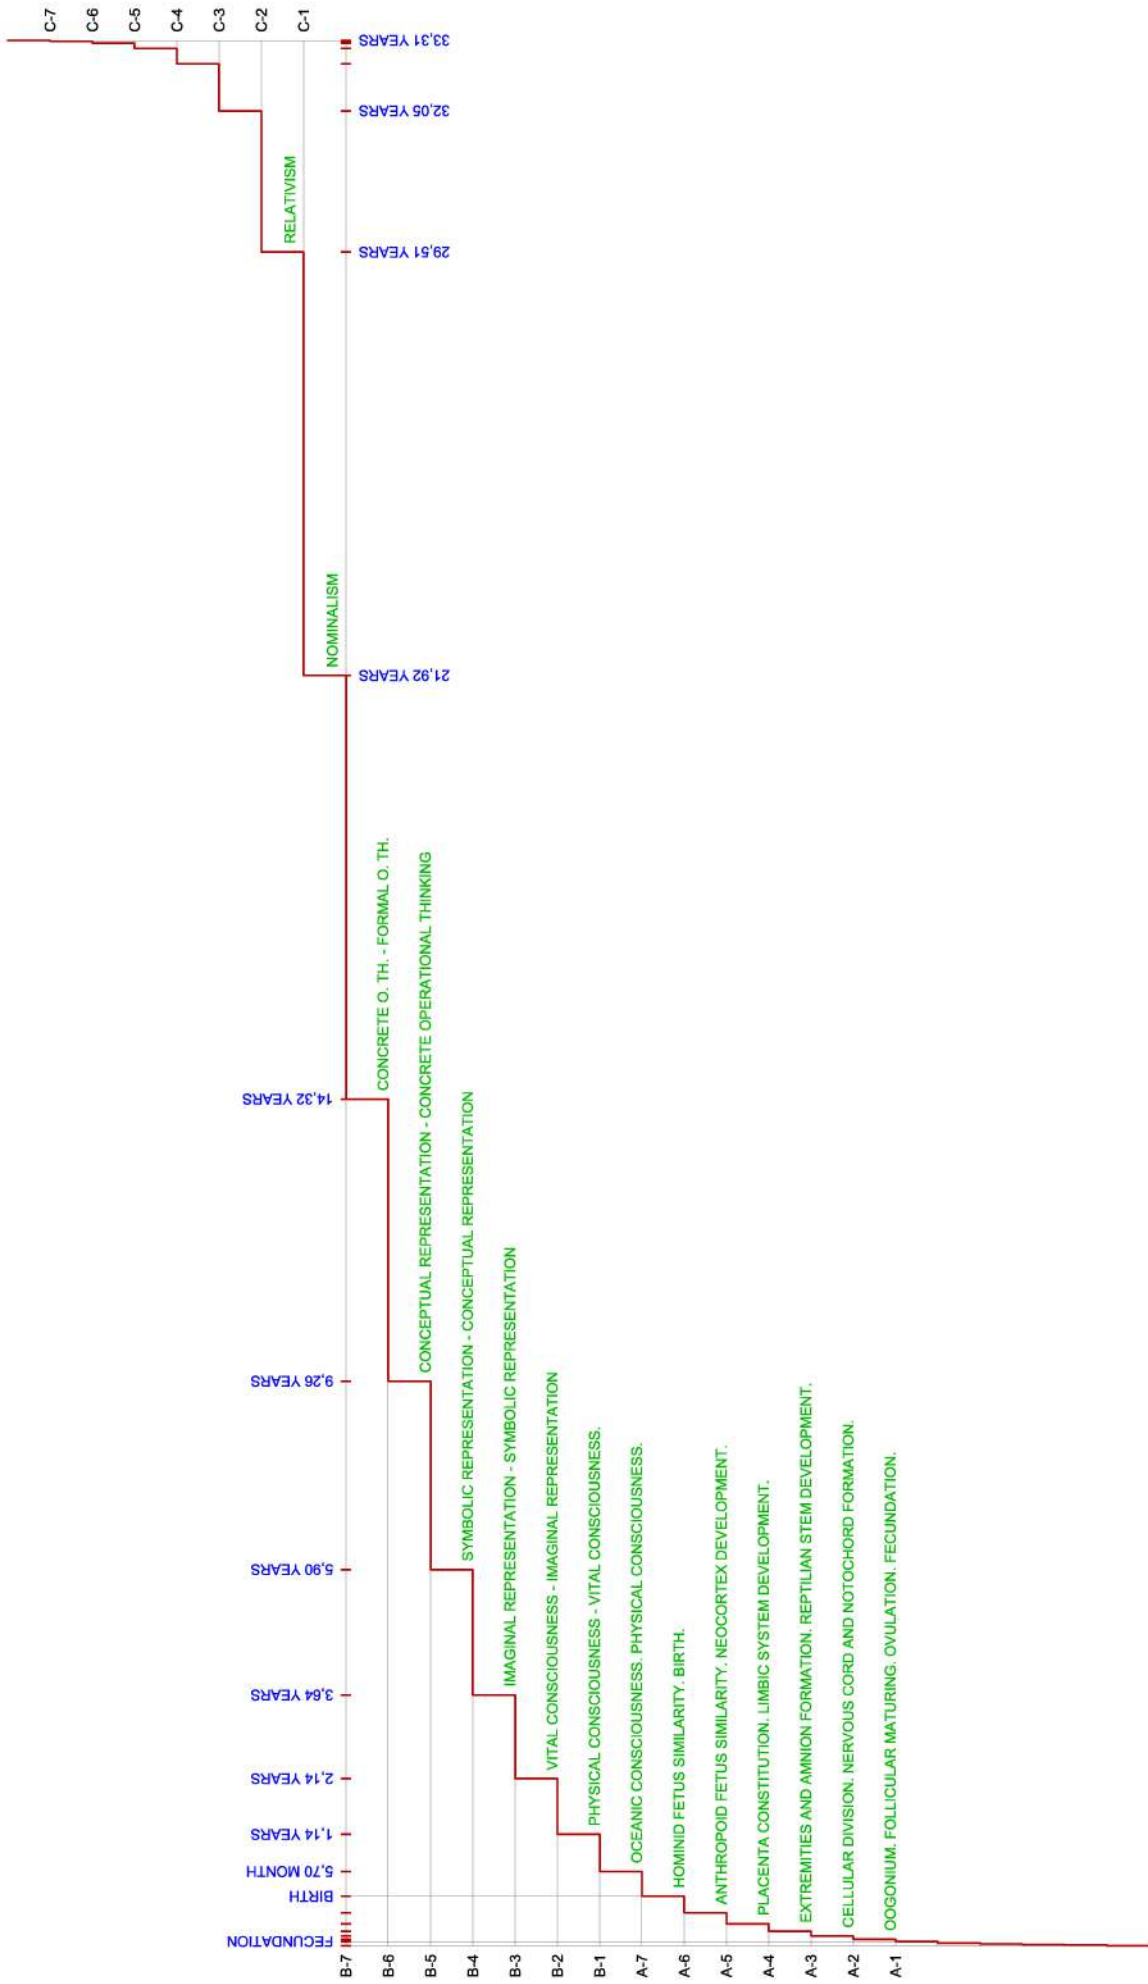 C-7
C-6
C-5
C-4
C-3
C-2
C-1
33,31 YEARS
32,05 YEARS
RELATIVISM
29,51 YEARS
NOMINALISM
21,92 YEARS
14,32 YEARS
CONCRETE O. TH. - FORMAL O. TH.
9,26 YEARS
CONCEPTUAL REPRESENTATION - CONCRETE OPERATIONAL THINKING
5,90 YEARS
SYMBOLIC REPRESENTATION - CONCEPTUAL REPRESENTATION
3,64 YEARS
IMAGINAL REPRESENTATION - SYMBOLIC REPRESENTATION
2,14 YEARS
VITAL CONSCIOUSNESS - IMAGINAL REPRESENTATION
1,14 YEARS
PHYSICAL CONSCIOUSNESS - VITAL CONSCIOUSNESS.
5,70 MONTH
OCEANIC CONSCIOUSNESS. PHYSICAL CONSCIOUSNESS.
BIRTH
HOMINID FETUS SIMILARITY. BIRTH.
ANTHROPOID FETUS SIMILARITY. NEOCORTEX DEVELOPMENT.
PLACENTA CONSTITUTION. LIMBIC SYSTEM DEVELOPMENT.
EXTREMITIES AND AMNION FORMATION. REPTILIAN STEM DEVELOPMENT.
CELLULAR DIVISION. NERVOUS CORD AND NOTOCHORD FORMATION.
OOGONIUM. FOLLICULAR MATURING. OVULATION. FECUNDATION.
FECUNDATION
B-7
B-6
B-5
B-4
B-3
B-2
B-1
A-7
A-6
A-5
A-4
A-3
A-2
A-1